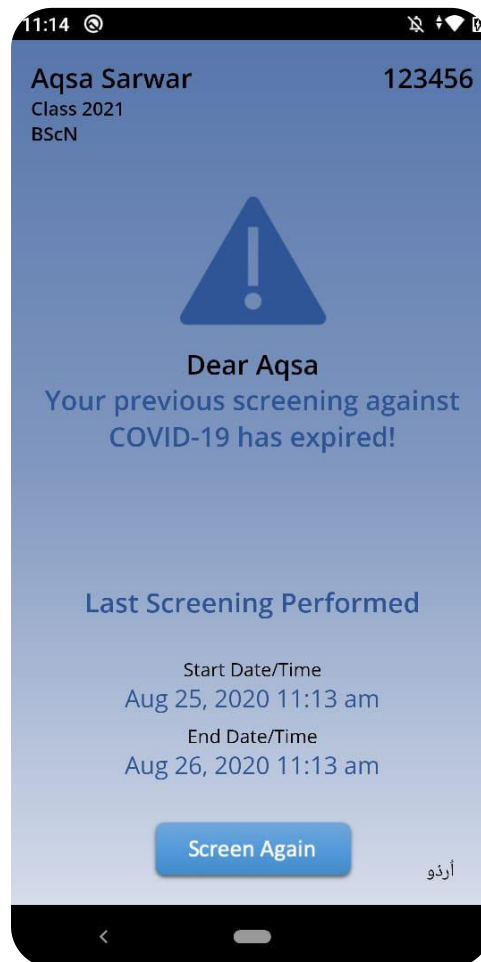 11:14
Aqsa Sarwar 123456
Class 2021
BScN
Dear Aqsa
Your previous screening against
COVID-19 has expired!
Last Screening Performed
Start Date/Time
Aug 25, 2020 11:13 am
End Date/Time
Aug 26, 2020 11:13 am
Screen Again
أرذو